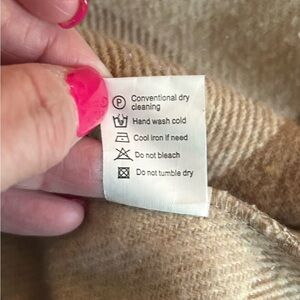 P Conventional dry
cleaning
Hand wash cold
Cool iron if need
Do not bleach
Do not tumble dry